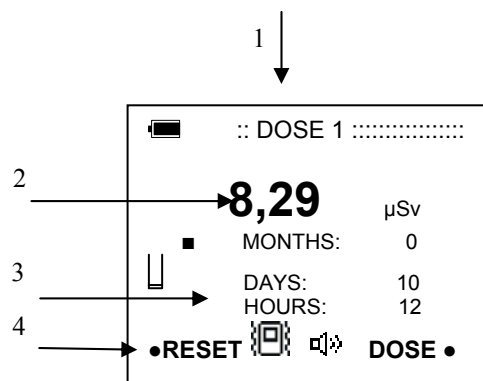 1
:: DOSE 1 :::::::::::::::::
2
8,29 µSv
MONTHS: 0
3
DAYS: 10
HOURS: 12
4
●RESET DOSE ●